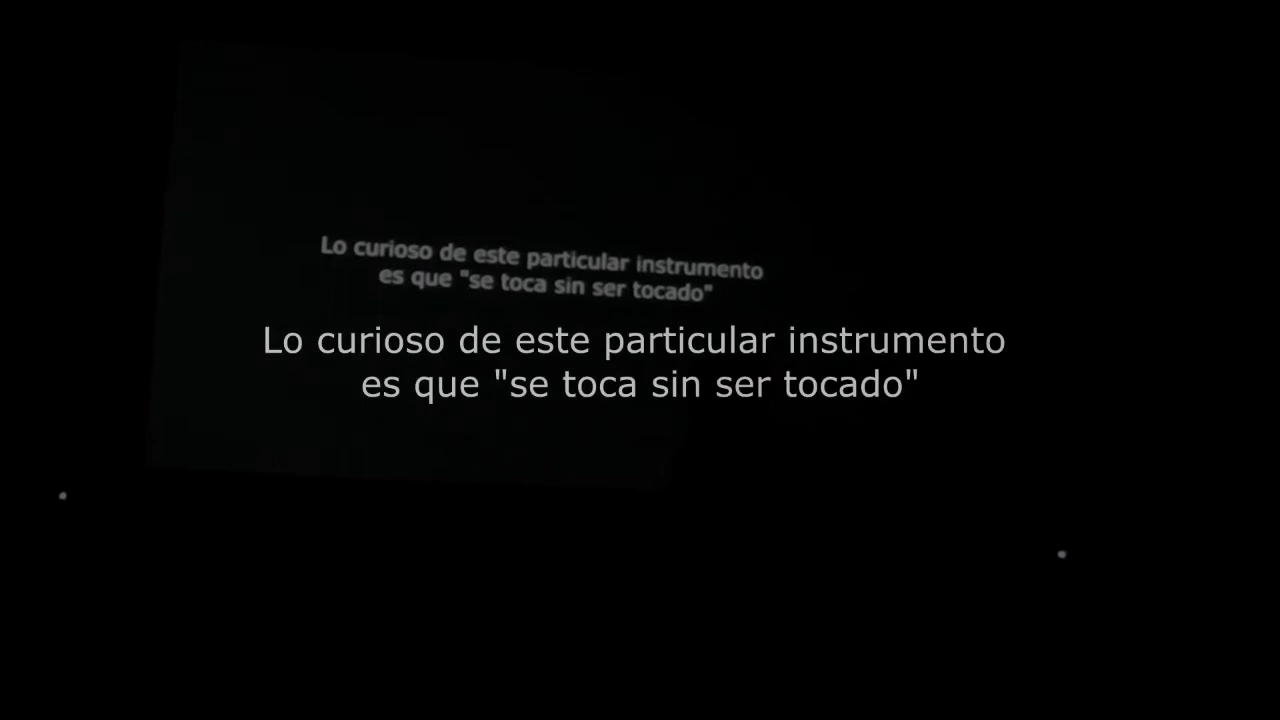 Lo curioso de este particular instrumento
es que "se toca sin ser tocado"
Lo curioso de este particular instrumento
es que "se toca sin ser tocado"